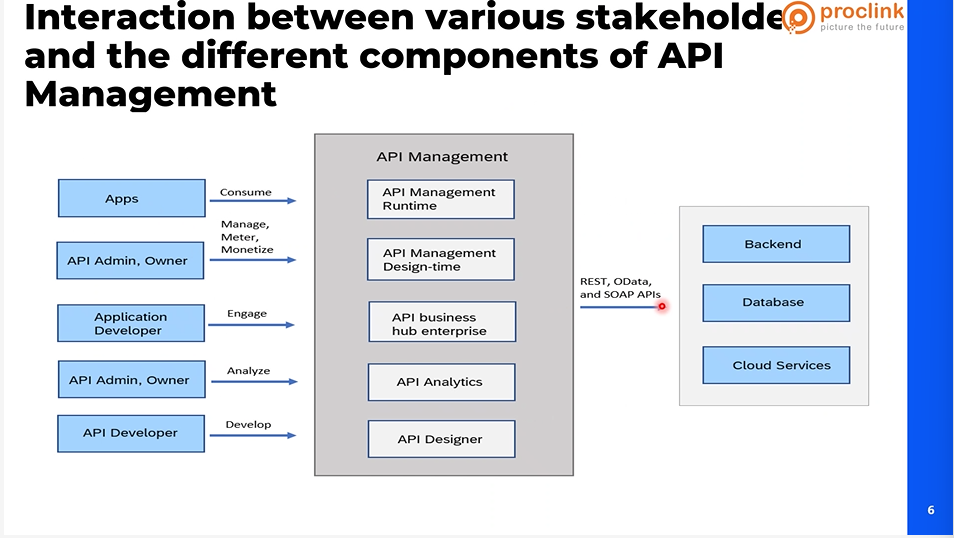 Interaction between various stakeholde
and the different components of API
Management
proclink
picture the future
API Management
Apps
Consume
API Management
Runtime
Manage,
Meter,
Monetize
API Admin, Owner
API Management
Design-time
Application
Developer
Engage
API business
hub enterprise
API Admin, Owner
Analyze
API Analytics
API Developer
Develop
API Designer
REST, OData,
and SOAP APIs
Backend
Database
Cloud Services
6